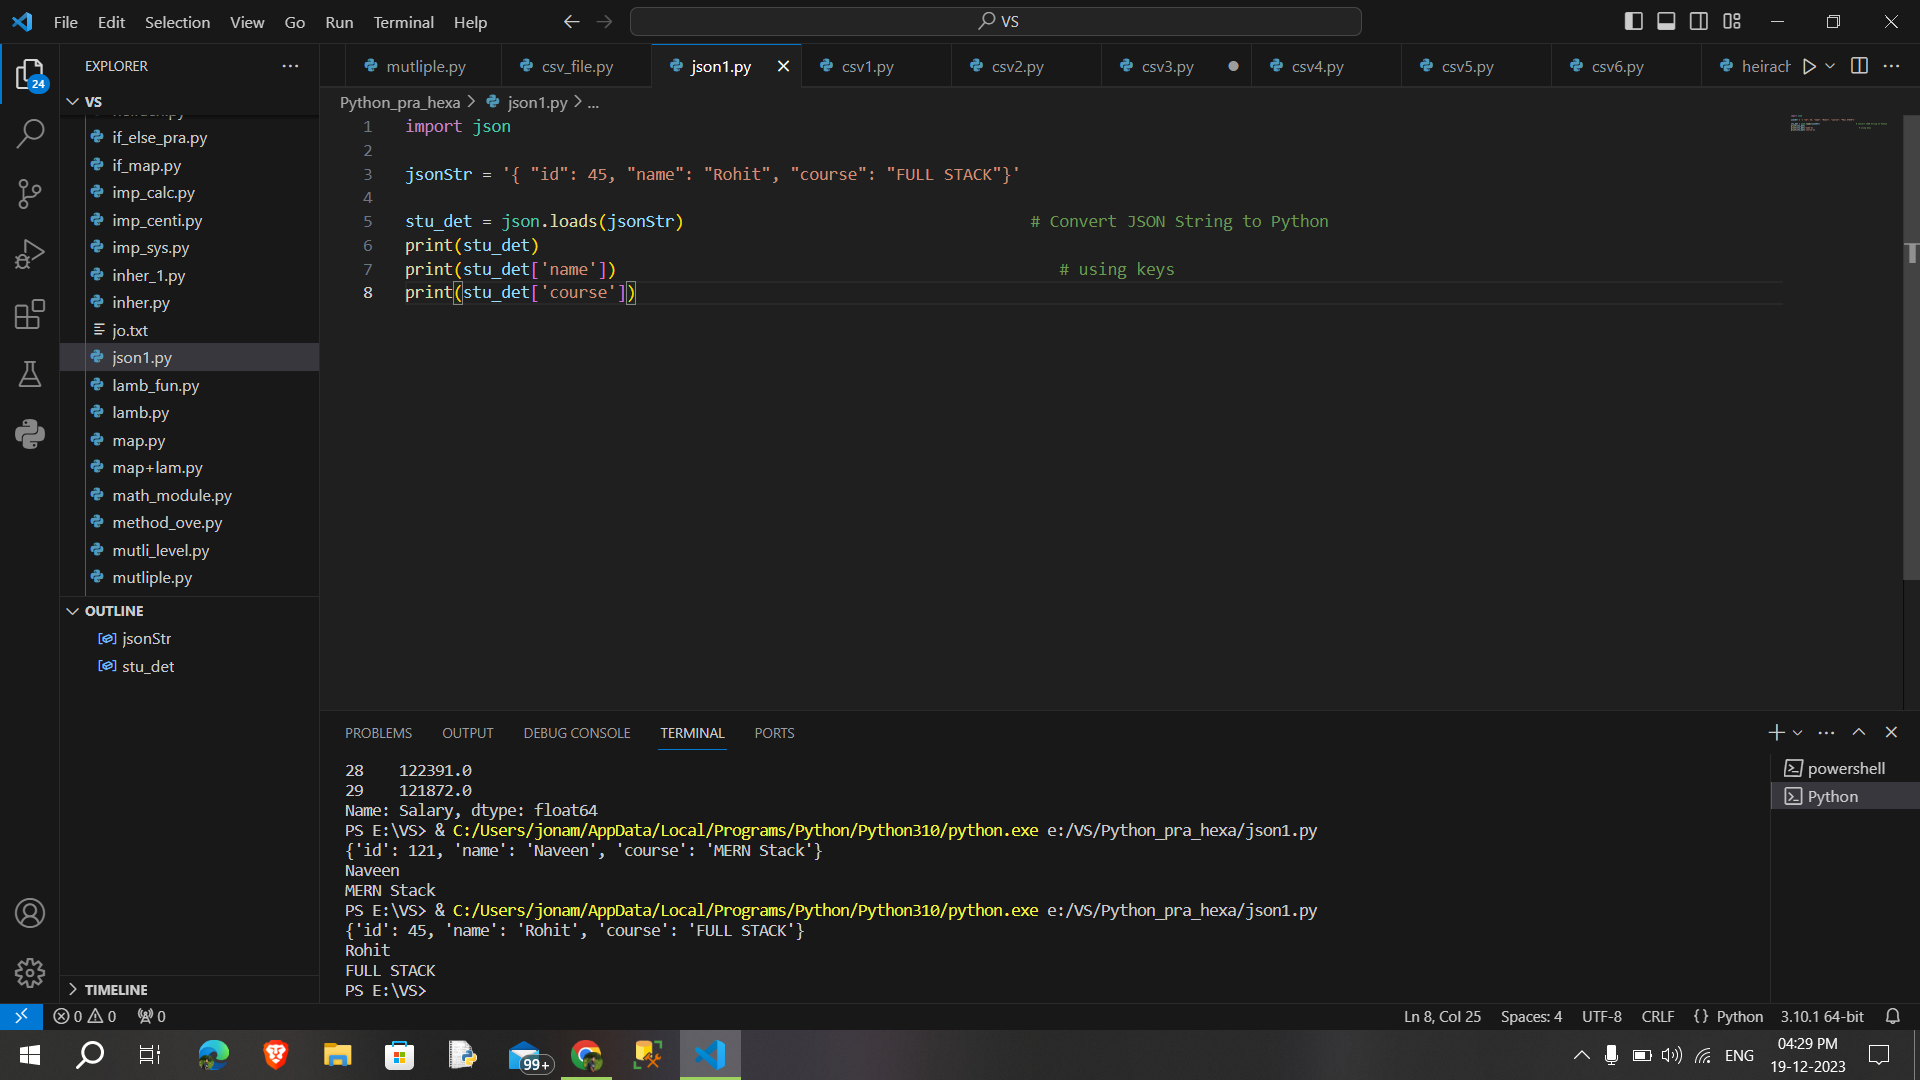 File Edit Selection View Go Run Terminal Help
VS
24
EXPLORER
VS
if_else_pra.py
if_map.py
imp_calc.py
imp_centi.py
imp_sys.py
inher_1.py
inher.py
jo.txt
json1.py
lamb_fun.py
lamb.py
map.py
map+lam.py
math_module.py
method_ove.py
mutli_level.py
mutliple.py
OUTLINE
jsonStr
stu_det
TIMELINE
mutliple.py csv_file.py json1.py csv1.py csv2.py csv3.py csv4.py csv5.py csv6.py heirach
Python_pra_hexa > json1.py > ...
1 import json
2
3 jsonStr = '{ "id": 45, "name": "Rohit", "course": "FULL STACK"}'
4
5 stu_det = json.loads(jsonStr) # Convert JSON String to Python
6 print(stu_det)
7 print(stu_det['name']) # using keys
8 print(stu_det['course'])
PROBLEMS OUTPUT DEBUG CONSOLE TERMINAL PORTS
28 122391.0
29 121872.0
Name: Salary, dtype: float64
PS E:\VS> & C:/Users/jonam/AppData/Local/Programs/Python/Python310/python.exe e:/VS/Python_pra_hexa/json1.py
{'id': 121, 'name': 'Naveen', 'course': 'MERN Stack'}
Naveen
MERN Stack
PS E:\VS> & C:/Users/jonam/AppData/Local/Programs/Python/Python310/python.exe e:/VS/Python_pra_hexa/json1.py
{'id': 45, 'name': 'Rohit', 'course': 'FULL STACK'}
Rohit
FULL STACK
PS E:\VS>
powershell
Python
0 0 0
Ln 8, Col 25 Spaces: 4 UTF-8 CRLF {} Python 3.10.1 64-bit
99+
ENG
04:29 PM
19-12-2023